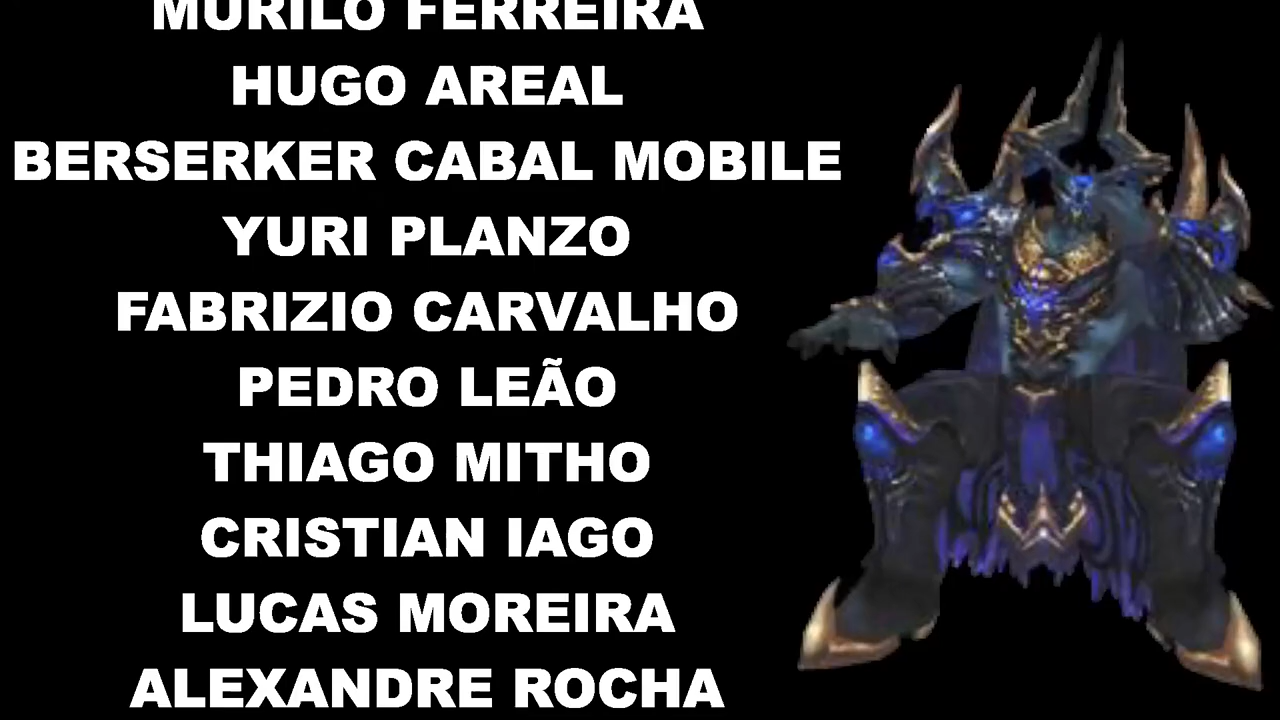 MURILO FERREIRA
HUGO AREAL
BERSERKER CABAL MOBILE
YURI PLANZO
FABRIZIO CARVALHO
PEDRO LEÃO
THIAGO MITHO
CRISTIAN IAGO
LUCAS MOREIRA
ALEXANDRE ROCHA